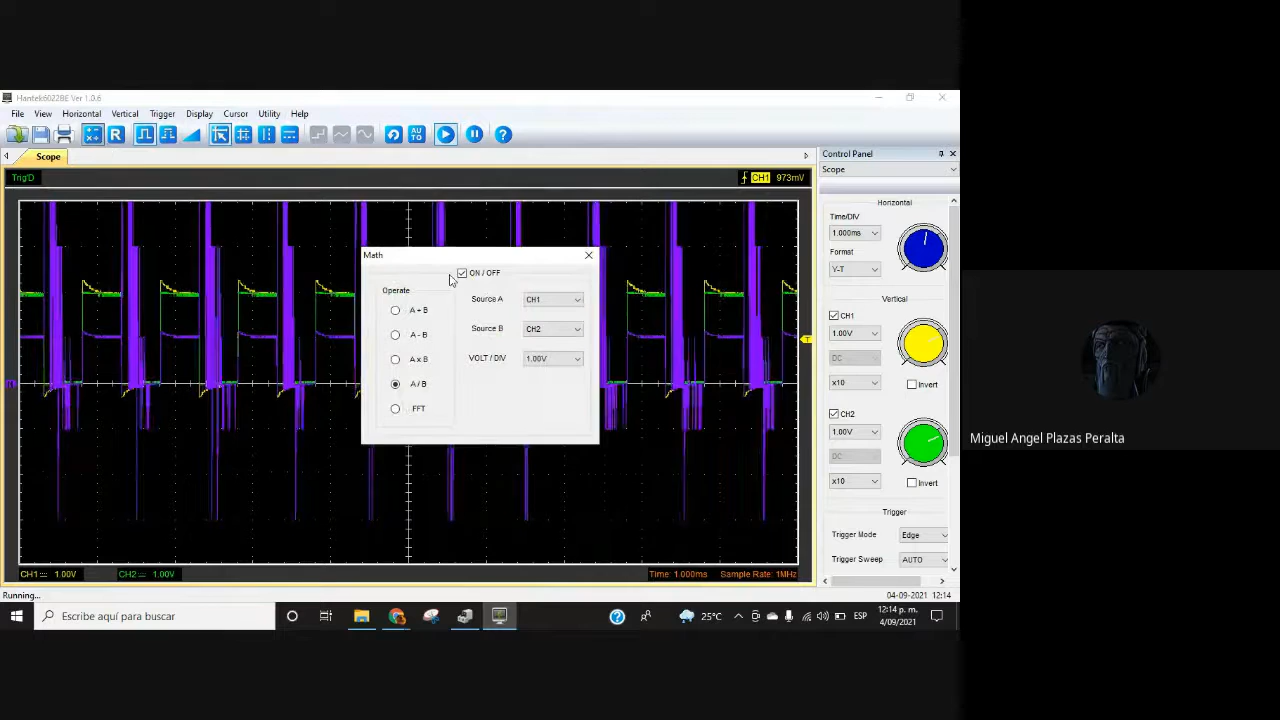 Hantek6022BE Ver 1.0.6
File View Horizontal Vertical Trigger Display Cursor Utility Help
R AU TO ?
Scope
Trig'D CH1 973mV
Math
ON / OFF
Operate
A + B
A - B
A x B
A / B
FFT
Source A CH1
Source B CH2
VOLT / DIV 1.00V
CH1 1.00V CH2 1.00V Time: 1.000ms Sample Rate: 1MHz
Control Panel
Scope
Horizontal
Time/DIV
1.000ms
Format
Y-T
Vertical
CH1
1.00V
DC
x10 Invert
CH2
1.00V
DC
x10 Invert
Trigger
Trigger Mode Edge
Trigger Sweep AUTO
Running... 04-09-2021 12:14
Escribe aquí para buscar
25°C ESP
12:14 p. m.
4/09/2021
Miguel Angel Plazas Peralta